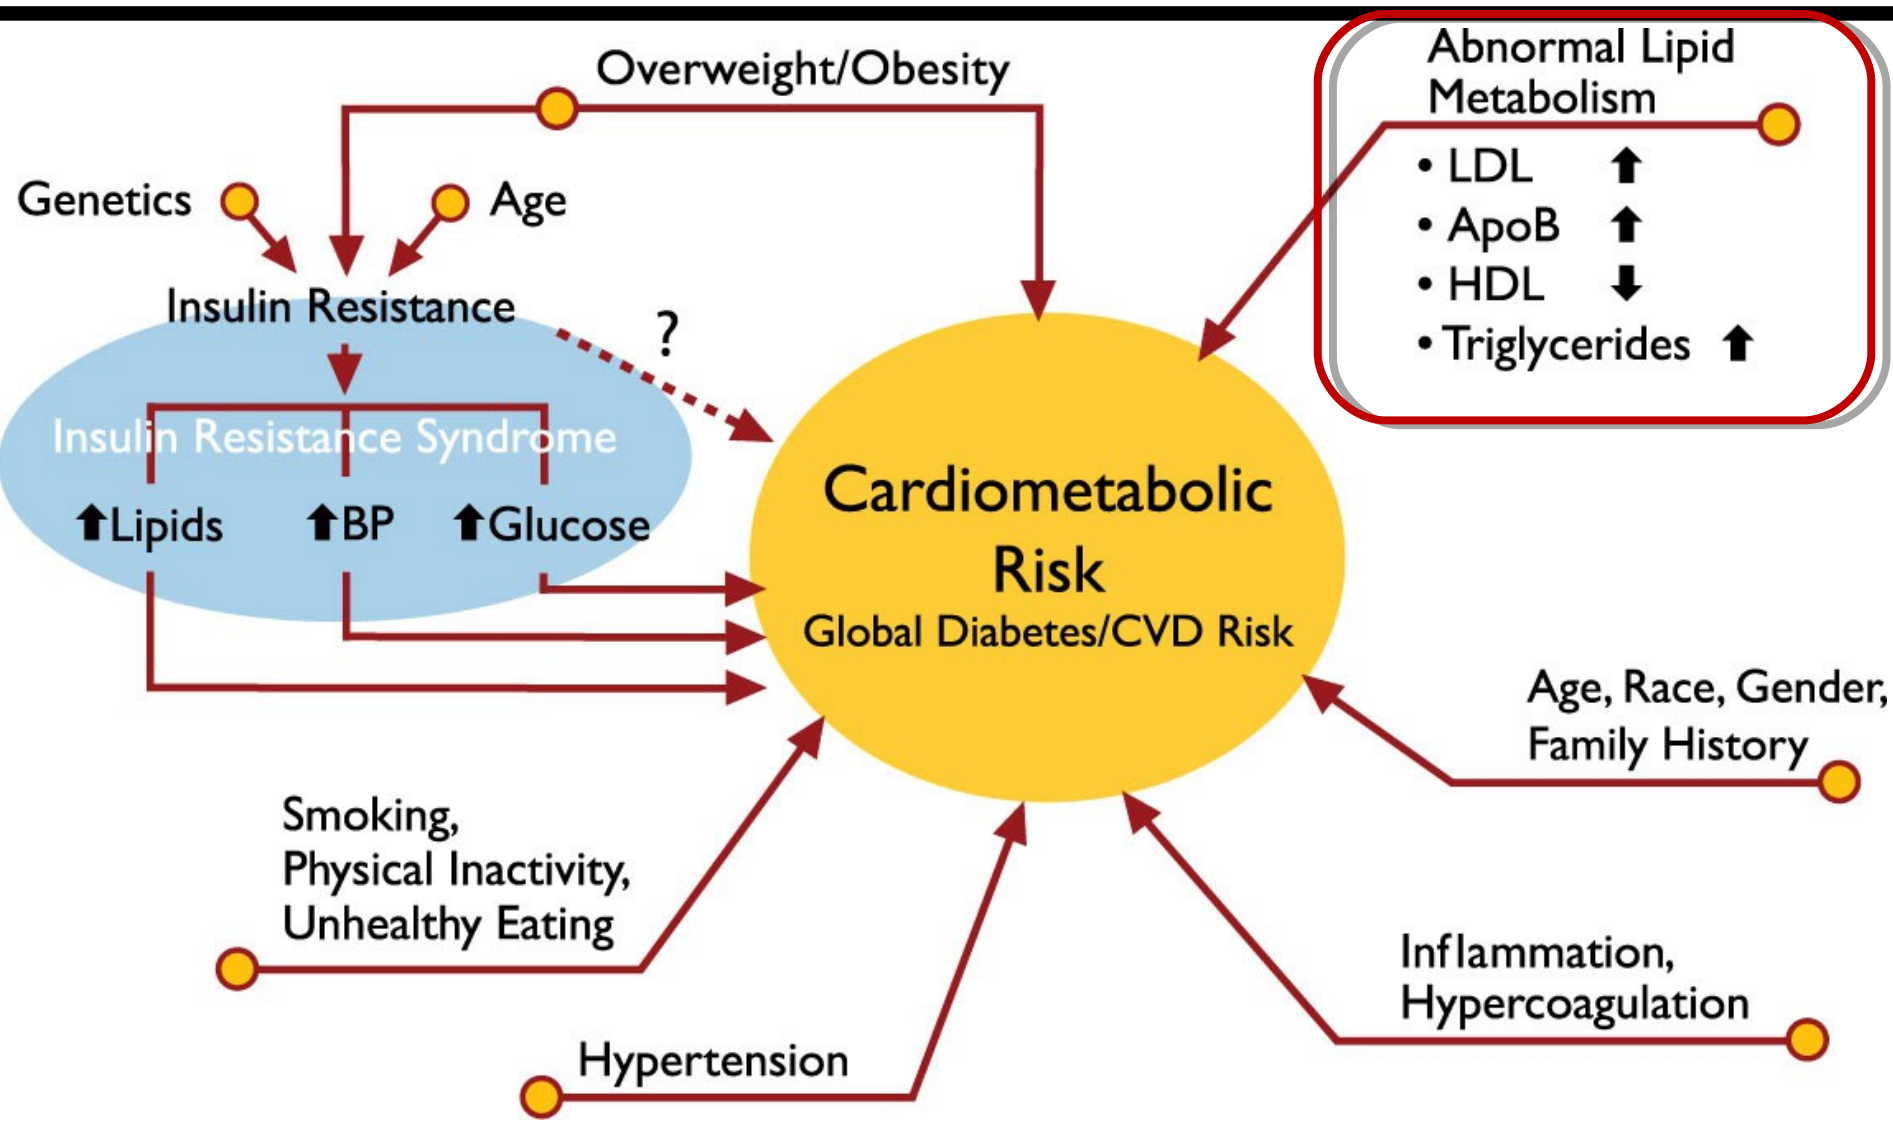 Overweight/Obesity
Abnormal Lipid
Metabolism
• LDL ⬆
• ApoB ⬆
• HDL ⬇
• Triglycerides ⬆
Genetics
Age
Insulin Resistance
?
Insulin Resistance Syndrome
⬆Lipids
⬆BP
⬆Glucose
Cardiometabolic
Risk
Global Diabetes/CVD Risk
Age, Race, Gender,
Family History
Smoking,
Physical Inactivity,
Unhealthy Eating
Inflammation,
Hypercoagulation
Hypertension